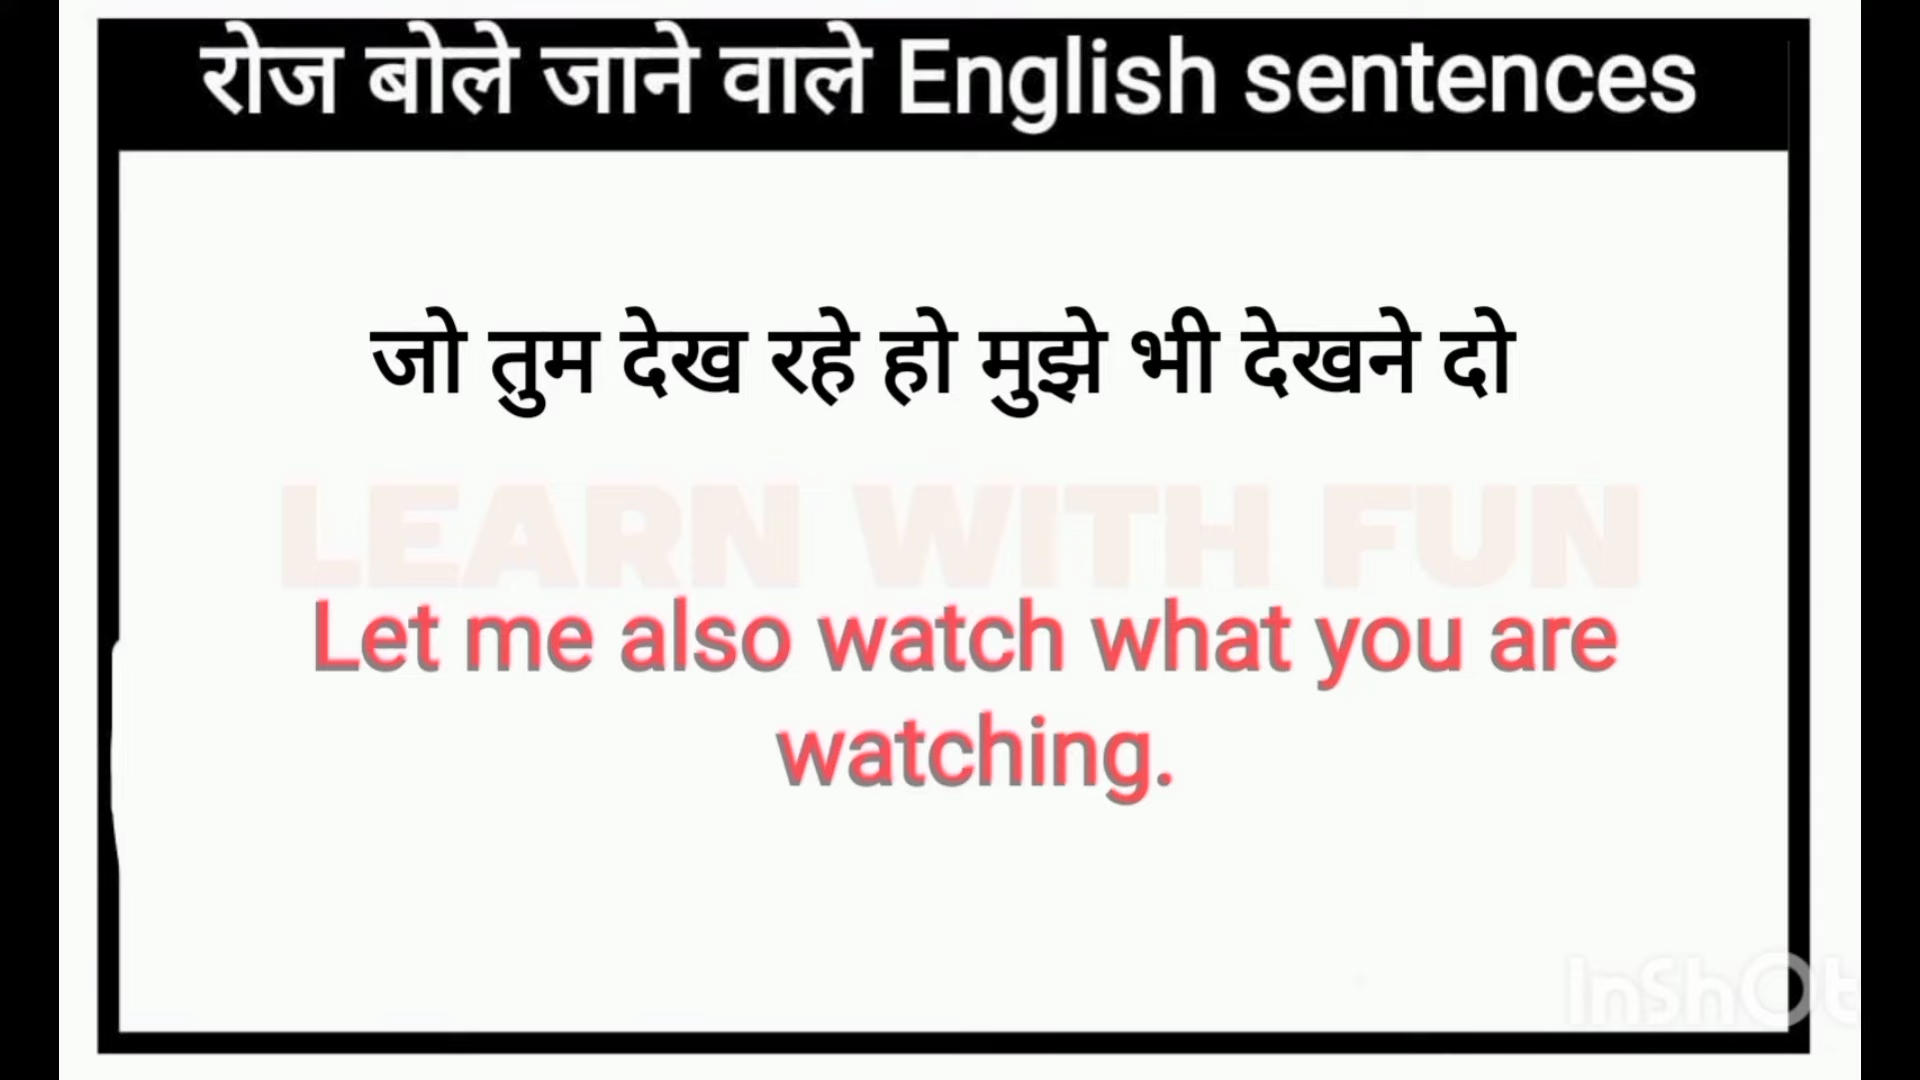 रोज बोले जाने वाले English sentences
जो तुम देख रहे हो मुझे भी देखने दो
LEARN WITH FUN
Let me also watch what you are
watching.
InShOt